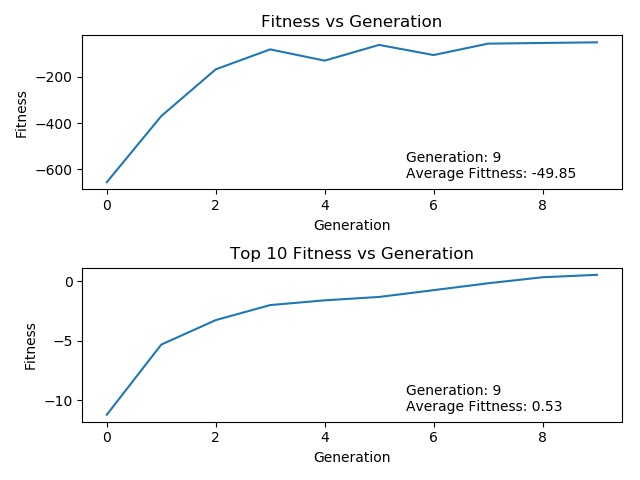 Fitness vs Generation
−200
−400
−600
Fitness
Generation: 9
Average Fittness: -49.85
0 2 4 6 8
Generation
Top 10 Fitness vs Generation
0
−5
−10
Fitness
Generation: 9
Average Fittness: 0.53
0 2 4 6 8
Generation